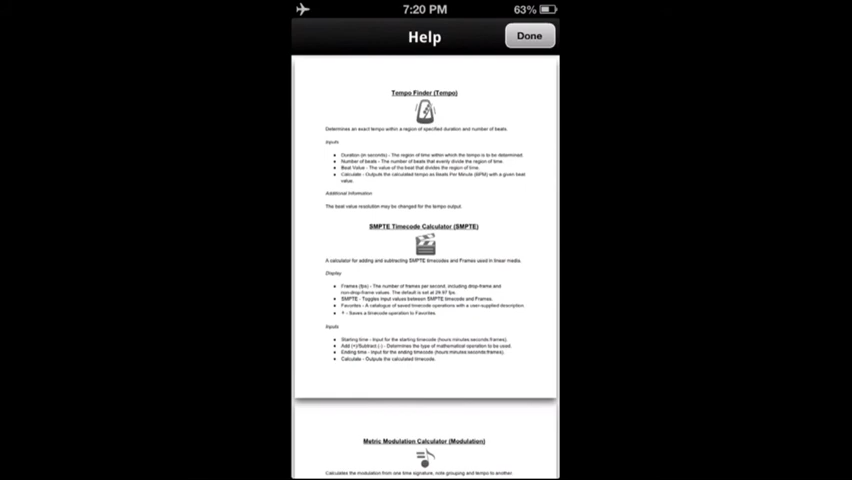 7:20 PM
63%
Help
Done
Tempo Finder (Tempo)
Determines an exact tempo within a region of specified duration and number of beats.
Inputs
Duration (in seconds) - The region of time within which the tempo is to be determined.
Number of beats - The number of beats that evenly divide the region of time.
Beat Value - The value of the beat that divides the region of time.
Calculate - Outputs the calculated tempo as Beats Per Minute (BPM) with a given beat
value.
Additional Information
The beat value resolution may be changed for the tempo output.
SMPTE Timecode Calculator (SMPTE)
A calculator for adding and subtracting SMPTE timecodes and Frames used in linear media.
Display
Frames (fps) - The number of frames per second, including drop-frame and
non-drop-frame values. The default is set at 29.97 fps.
SMPTE - Toggles input values between SMPTE timecode and Frames.
Favorites - A catalogue of saved timecode operations with a user-supplied description.
+ - Saves a timecode operation to Favorites.
Inputs
Starting time - Input for the starting timecode (hours:minutes:seconds:frames).
Add (+)/Subtract (-) - Determines the type of mathematical operation to be used.
Ending time - Input for the ending timecode (hours:minutes:seconds:frames).
Calculate - Outputs the calculated timecode.
Metric Modulation Calculator (Modulation)
Calculates the modulation from one time signature, note grouping and tempo to another.